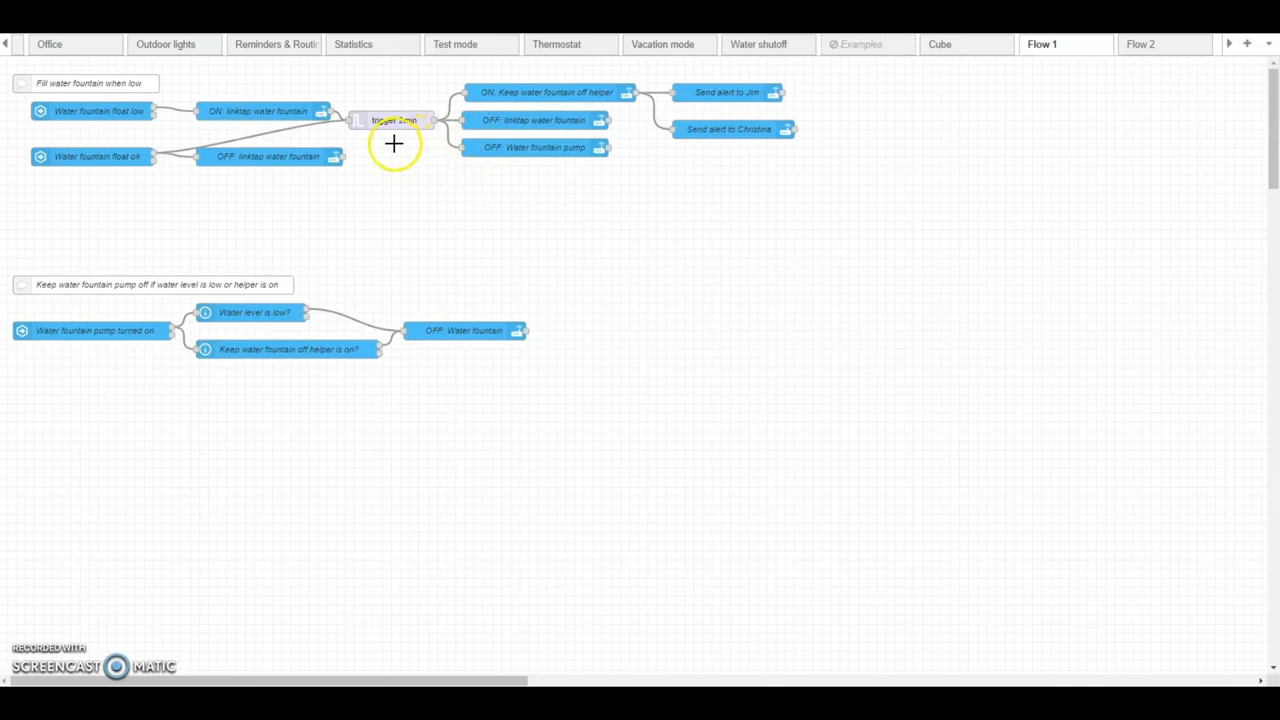 Office
Outdoor lights
Reminders & Routin
Statistics
Test mode
Thermostat
Vacation mode
Water shutoff
Examples
Cube
Flow 1
Flow 2
Fill water fountain when low
Water fountain float low
ON: linktap water fountain
trigger 2min
ON: Keep water fountain off helper
Send alert to Jim
OFF: linktap water fountain
Send alert to Christina
Water fountain float ok
OFF: linktap water fountain
OFF: Water fountain pump
Keep water fountain pump off if water level is low or helper is on
Water fountain pump turned on
Water level is low?
OFF: Water fountain
Keep water fountain off helper is on?
RECORDED WITH
SCREENCAST MATIC